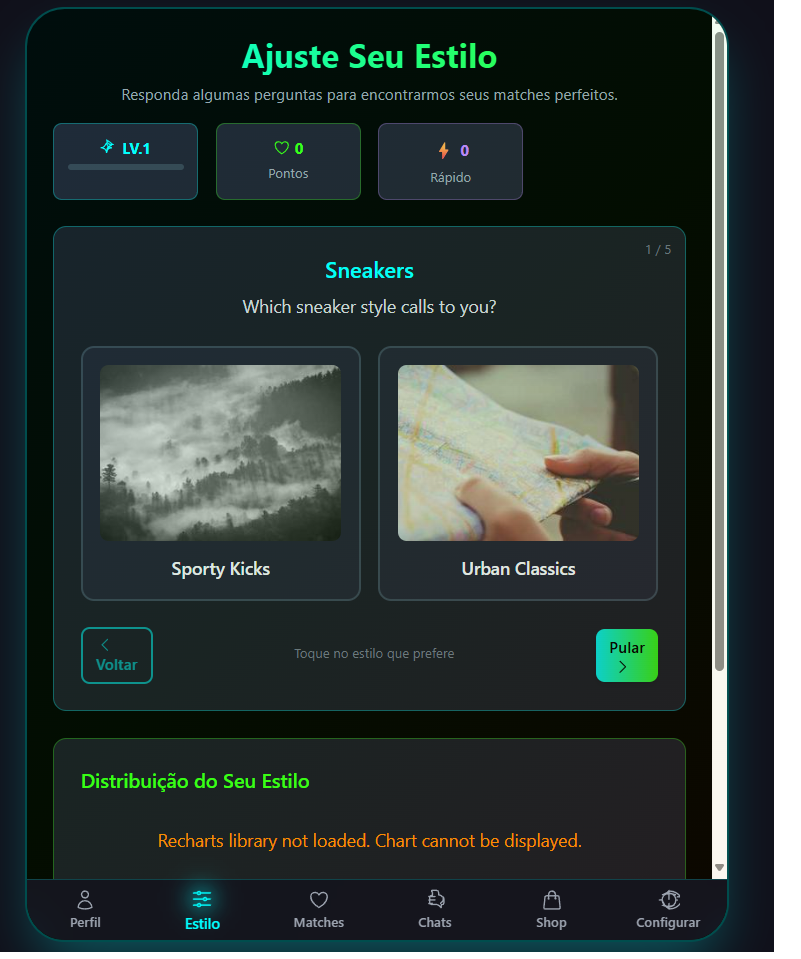 Ajuste Seu Estilo
Responda algumas perguntas para encontrarmos seus matches perfeitos.
LV.1
0
Pontos
0
Rápido
1 / 5
Sneakers
Which sneaker style calls to you?
Sporty Kicks
Urban Classics
Voltar
Toque no estilo que prefere
Pular
Distribuição do Seu Estilo
Recharts library not loaded. Chart cannot be displayed.
Perfil
Estilo
Matches
Chats
Shop
Configurar